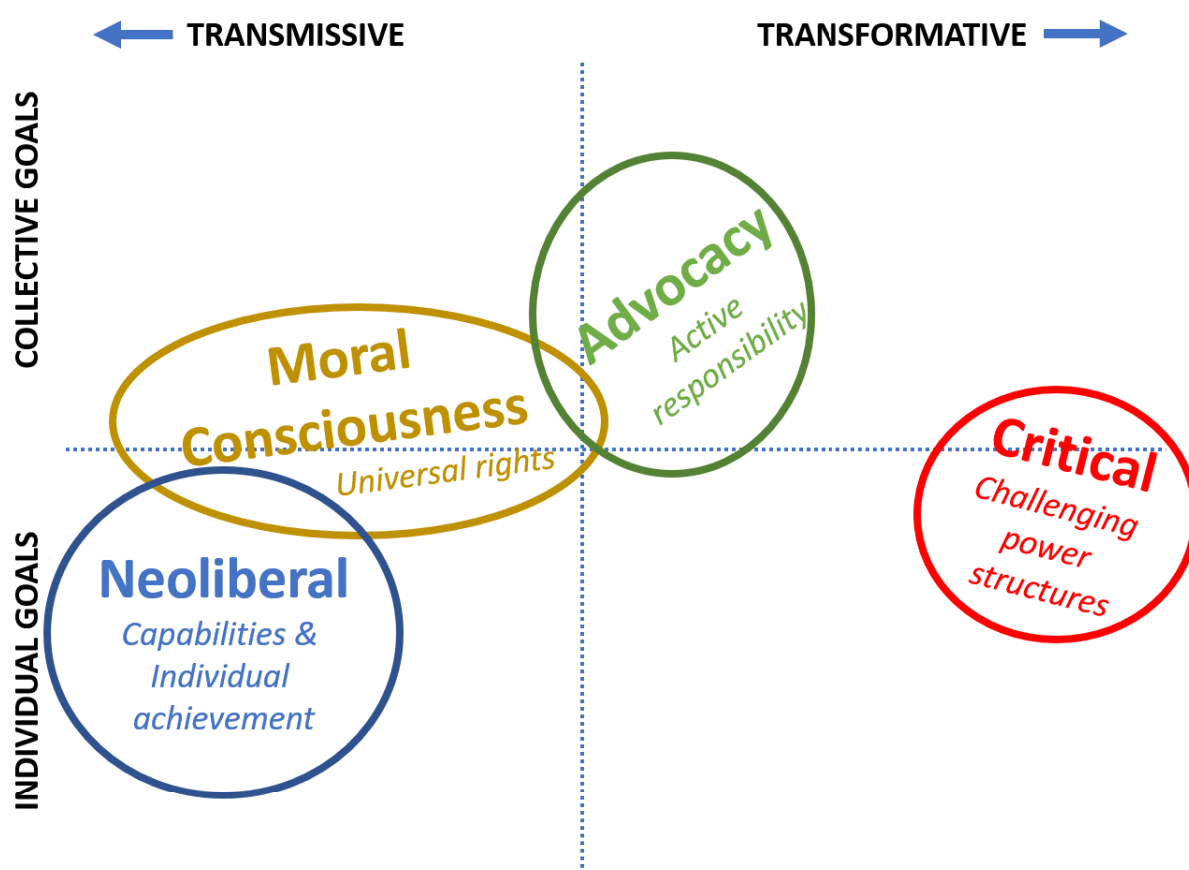 TRANSMISSIVE
TRANSFORMATIVE
COLLECTIVE GOALS
INDIVIDUAL GOALS
Moral
Consciousness
Universal rights
Advocacy
Active
responsibility
Critical
Challenging
power
structures
Neoliberal
Capabilities &
Individual
achievement